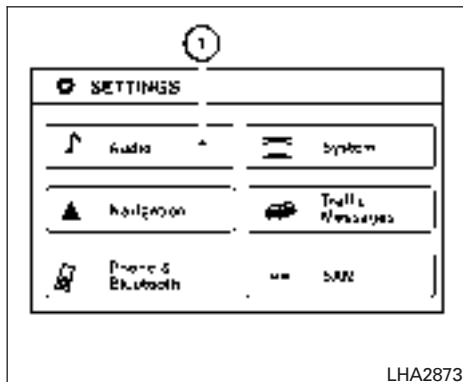 1
SETTINGS
Audio
System
Navigation
Traffic
Messages
Phone &
Bluetooth
SXM
LHA2873